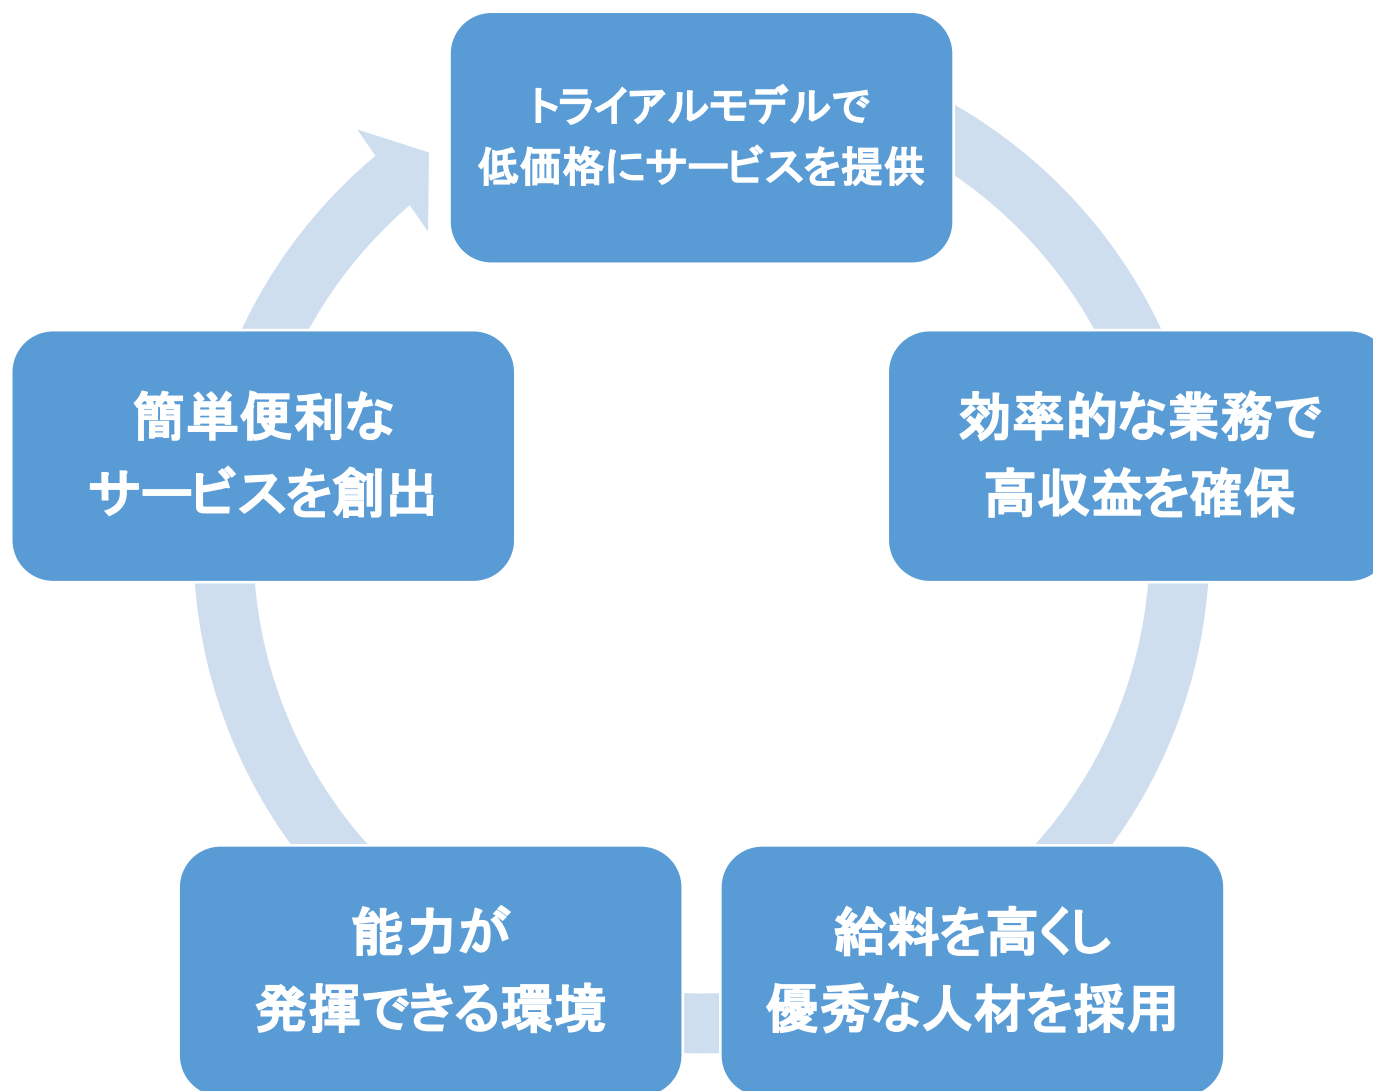 トライアルモデルで
低価格にサービスを提供
効率的な業務で
高収益を確保
給料を高くし
優秀な人材を採用
能力が
発揮できる環境
簡単便利な
サービスを創出